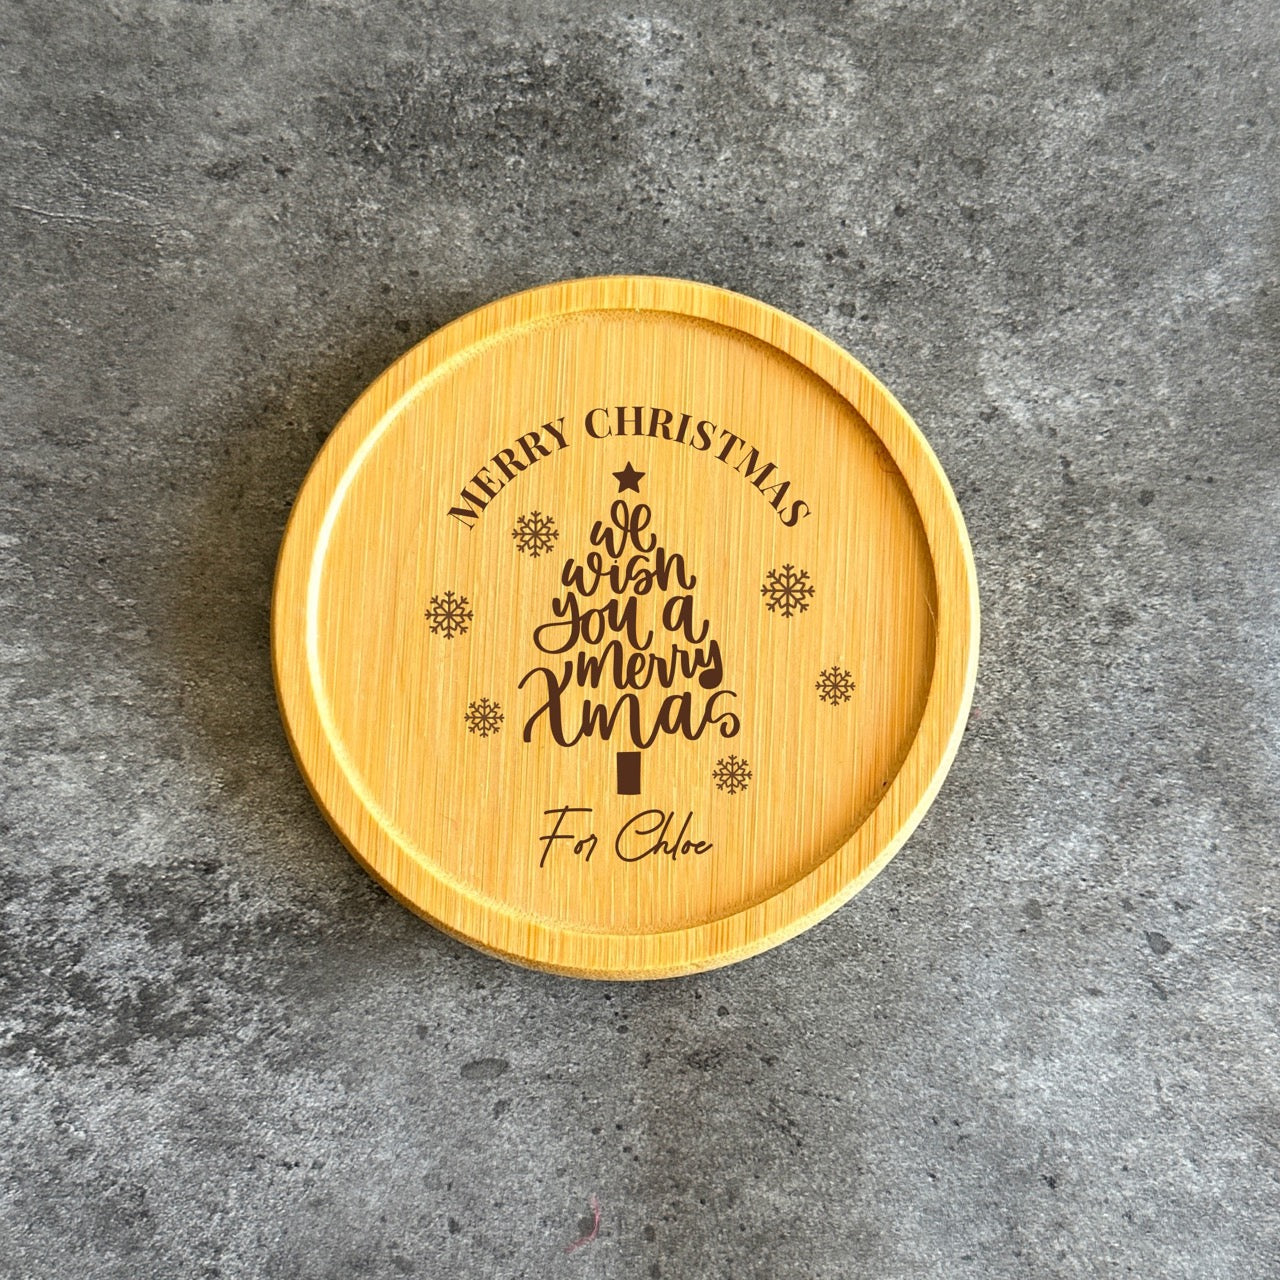 MERRY CHRISTMAS
we
wish
you a
merry
Xmas
For Chloe